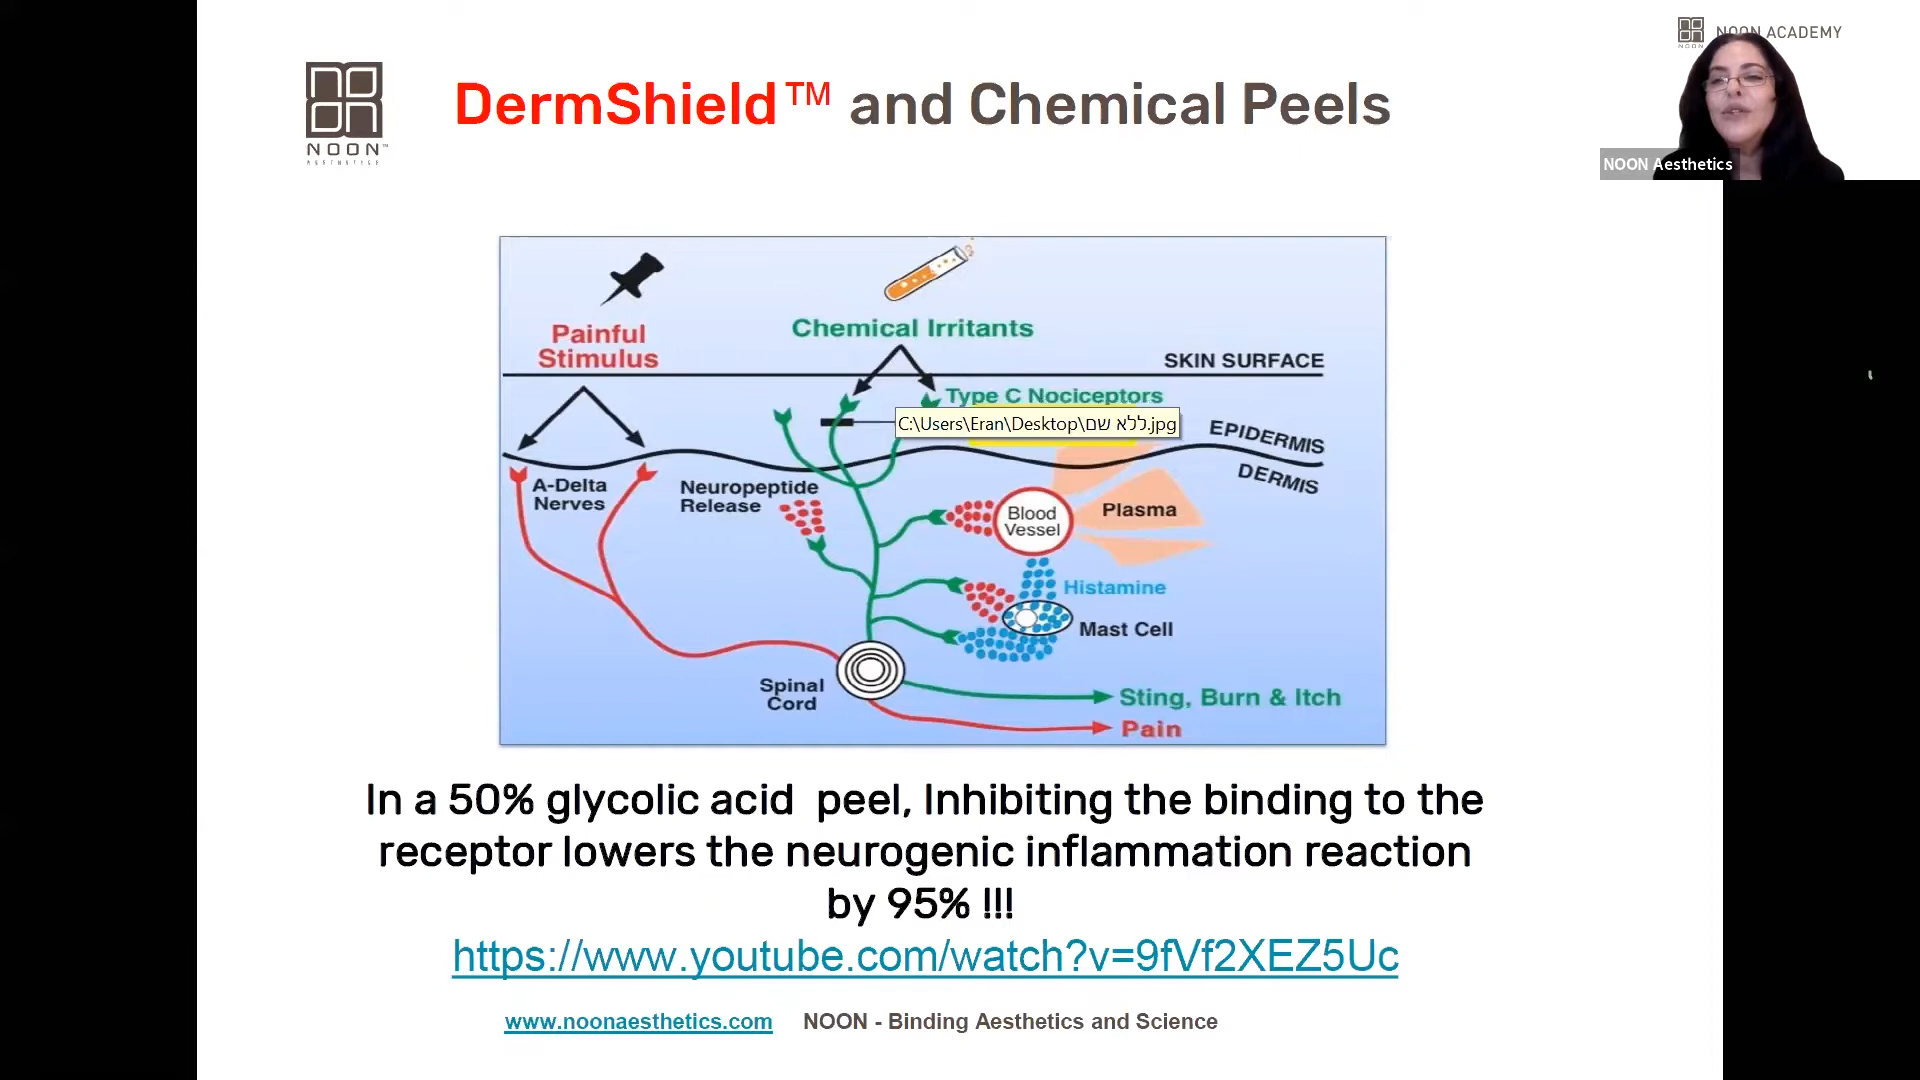 NOON ACADEMY
NOON
NOON™
AESTHETICS
DermShield™ and Chemical Peels
NOON Aesthetics
Painful
Stimulus
Chemical Irritants
SKIN SURFACE
Type C Nociceptors
C:\Users\Eran\Desktop\ללא שם.jpg
EPIDERMIS
DERMIS
A-Delta
Nerves
Neuropeptide
Release
Blood
Vessel
Plasma
Histamine
Mast Cell
Spinal
Cord
Sting, Burn & Itch
Pain
In a 50% glycolic acid peel, Inhibiting the binding to the
receptor lowers the neurogenic inflammation reaction
by 95% !!!
https://www.youtube.com/watch?v=9fVf2XEZ5Uc
www.noonaesthetics.com NOON - Binding Aesthetics and Science